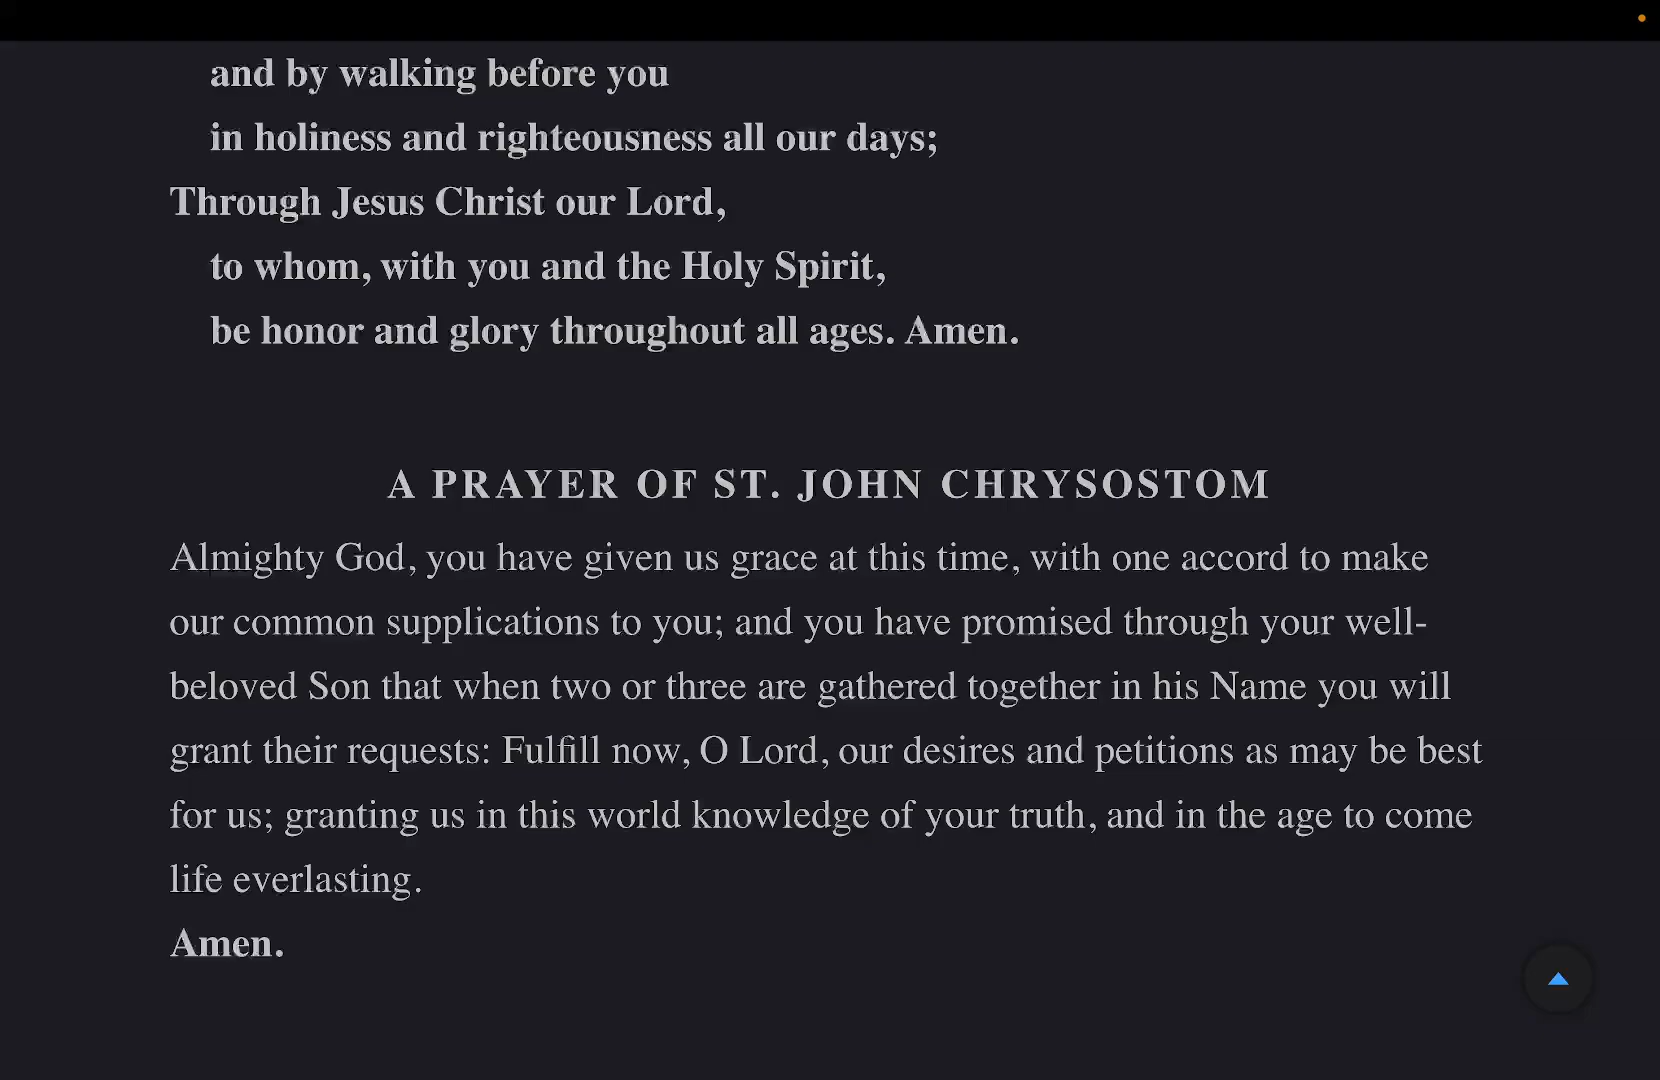 and by walking before you
in holiness and righteousness all our days;
Through Jesus Christ our Lord,
to whom, with you and the Holy Spirit,
be honor and glory throughout all ages. Amen.
A PRAYER OF ST. JOHN CHRYSOSTOM
Almighty God, you have given us grace at this time, with one accord to make
our common supplications to you; and you have promised through your well-
beloved Son that when two or three are gathered together in his Name you will
grant their requests: Fulfill now, O Lord, our desires and petitions as may be best
for us; granting us in this world knowledge of your truth, and in the age to come
life everlasting.
Amen.